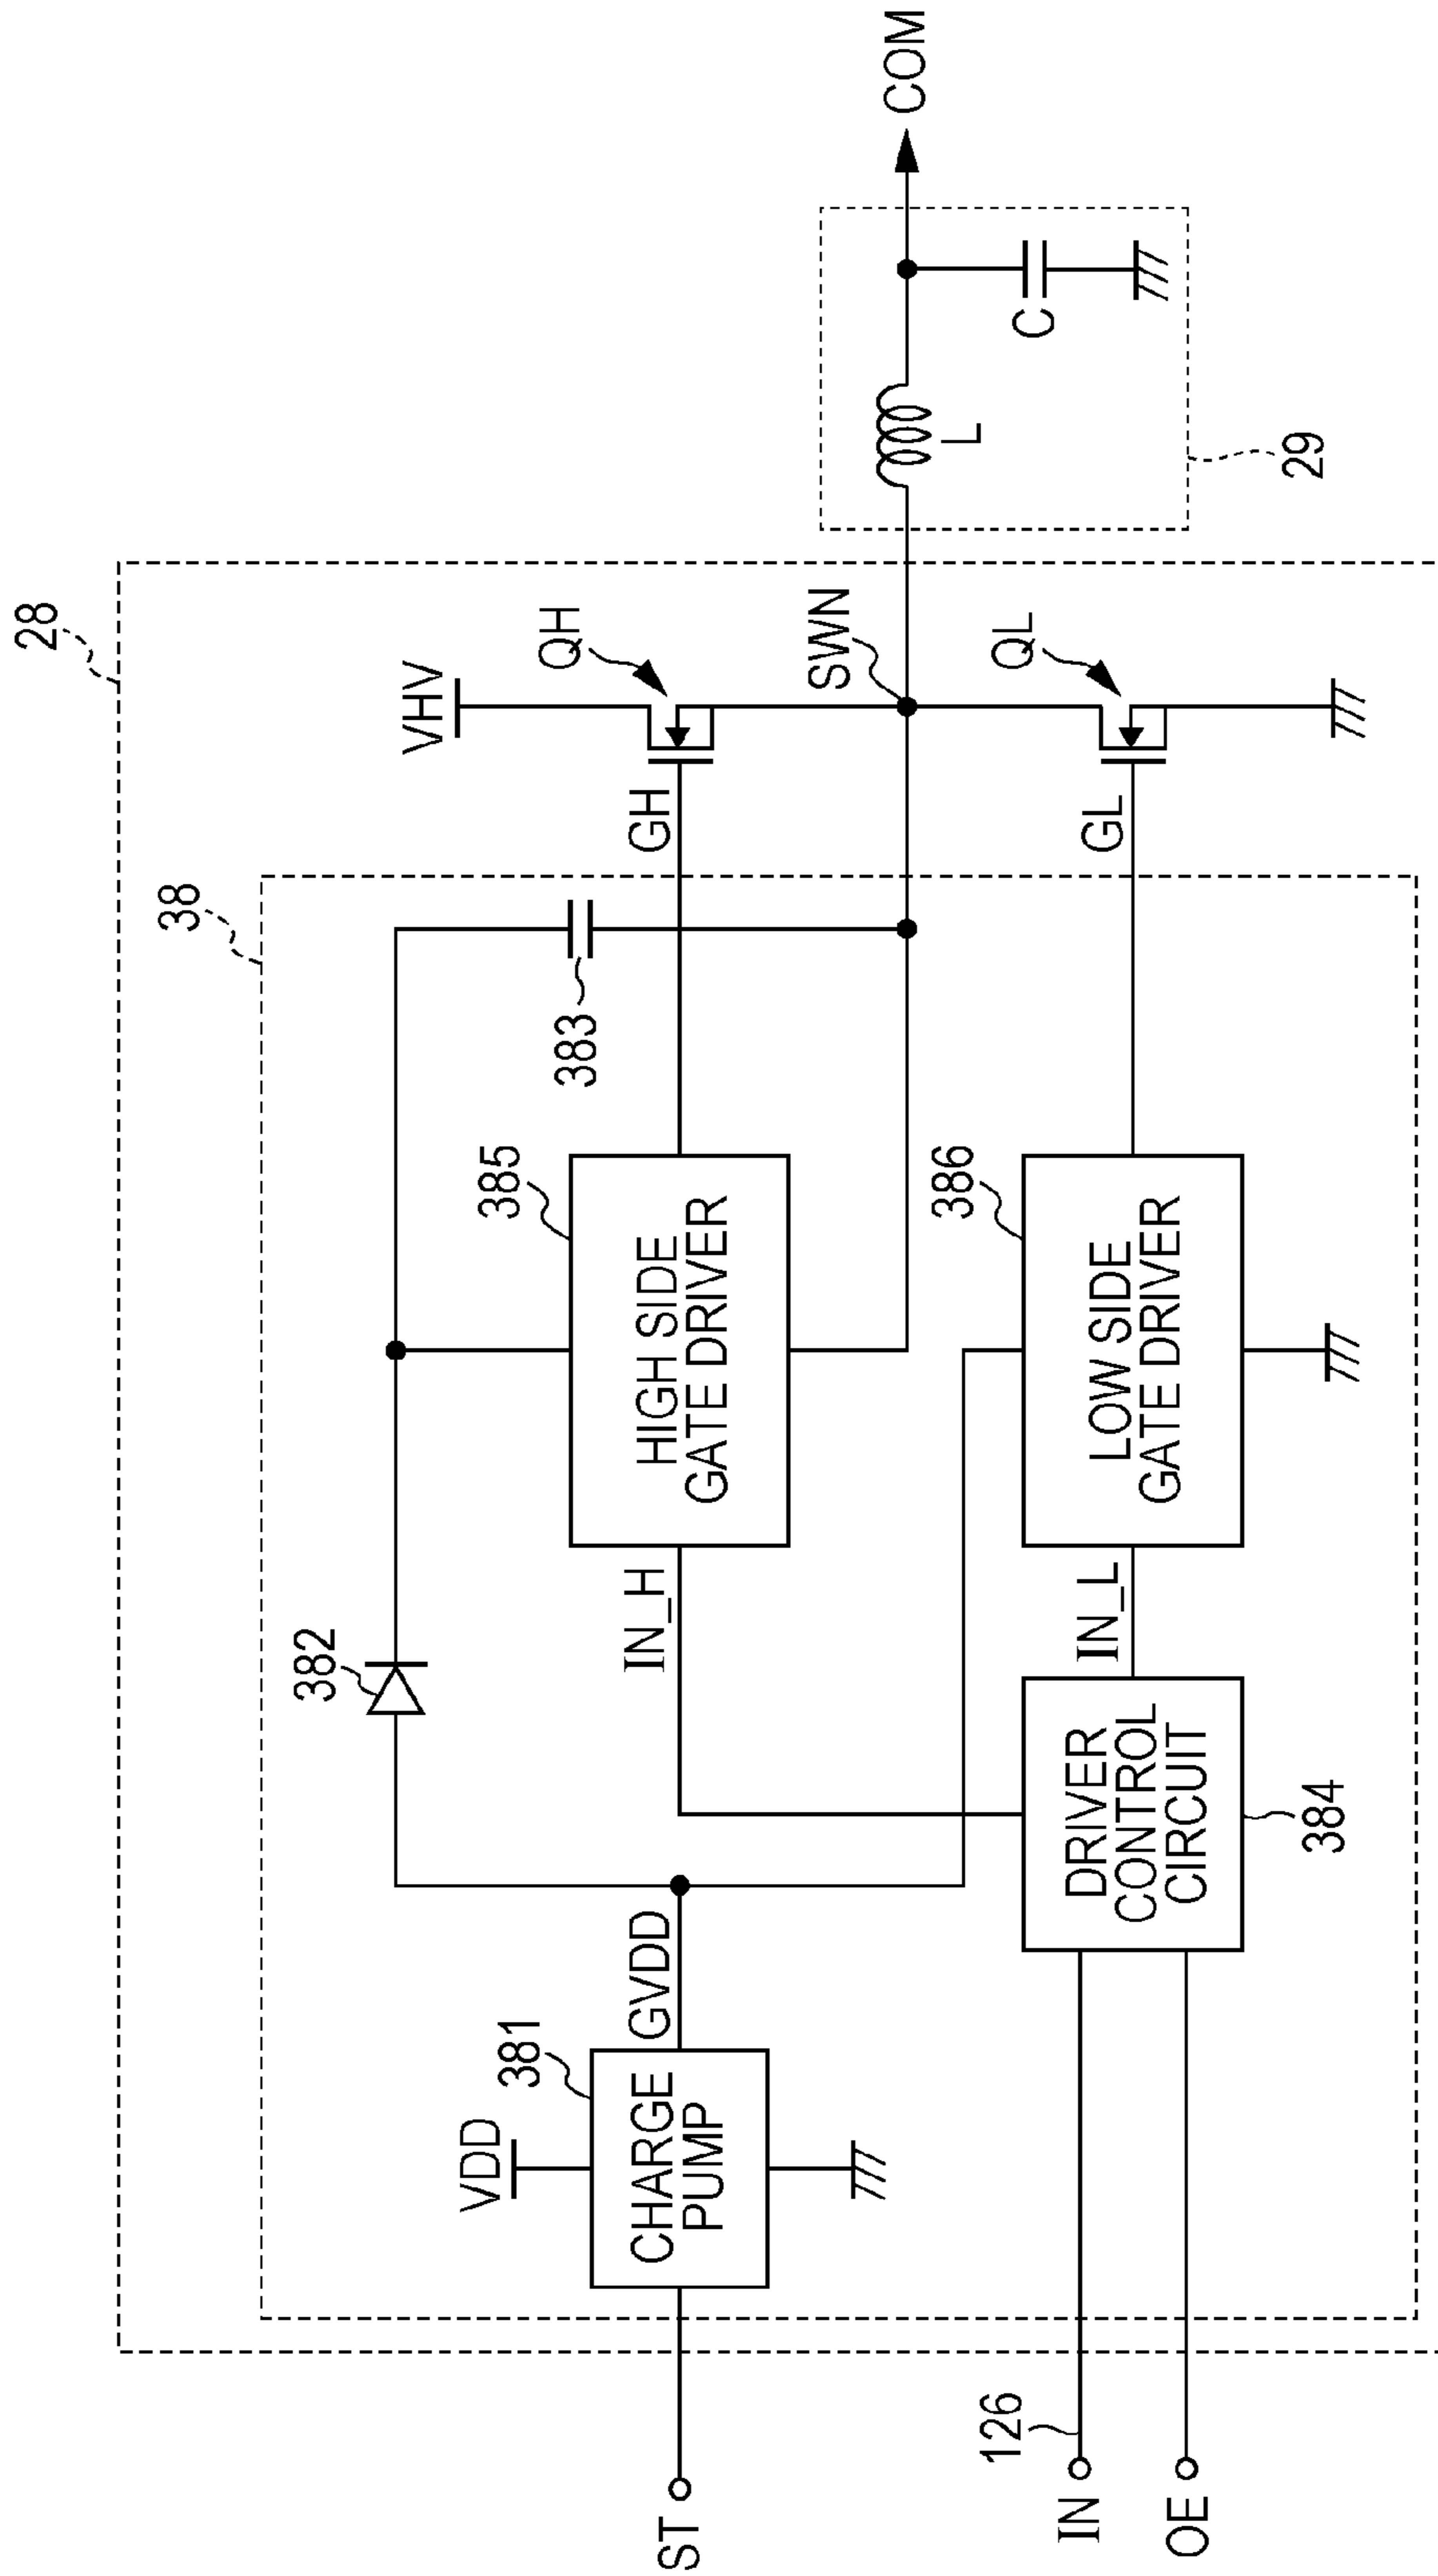 28
38
VHV
QH
382
385
383
GH
VDD
381
GVDD
IN_H
HIGH SIDE
GATE DRIVER
SWN
COM
ST
CHARGE
PUMP
L
C
126
386
QL
IN
IN_L
LOW SIDE
GATE DRIVER
GL
OE
DRIVER
CONTROL
CIRCUIT
29
384